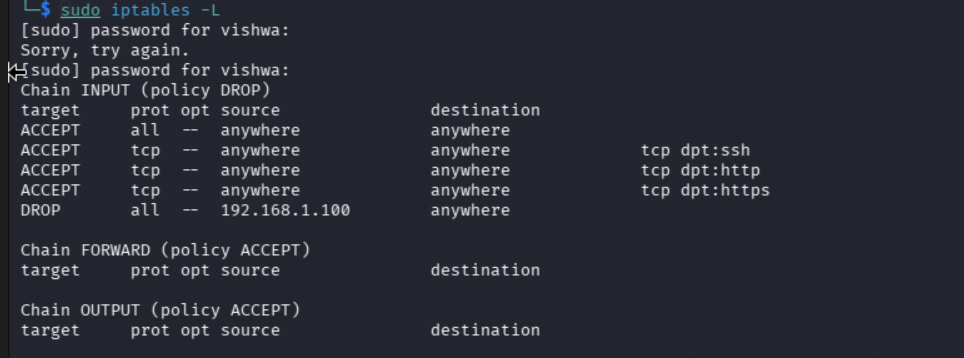 └─$ sudo iptables -L
[sudo] password for vishwa:
Sorry, try again.
[sudo] password for vishwa:
Chain INPUT (policy DROP)
target     prot opt source               destination
ACCEPT     all  --  anywhere             anywhere
ACCEPT     tcp  --  anywhere             anywhere             tcp dpt:ssh
ACCEPT     tcp  --  anywhere             anywhere             tcp dpt:http
ACCEPT     tcp  --  anywhere             anywhere             tcp dpt:https
DROP       all  --  192.168.1.100        anywhere

Chain FORWARD (policy ACCEPT)
target     prot opt source               destination

Chain OUTPUT (policy ACCEPT)
target     prot opt source               destination